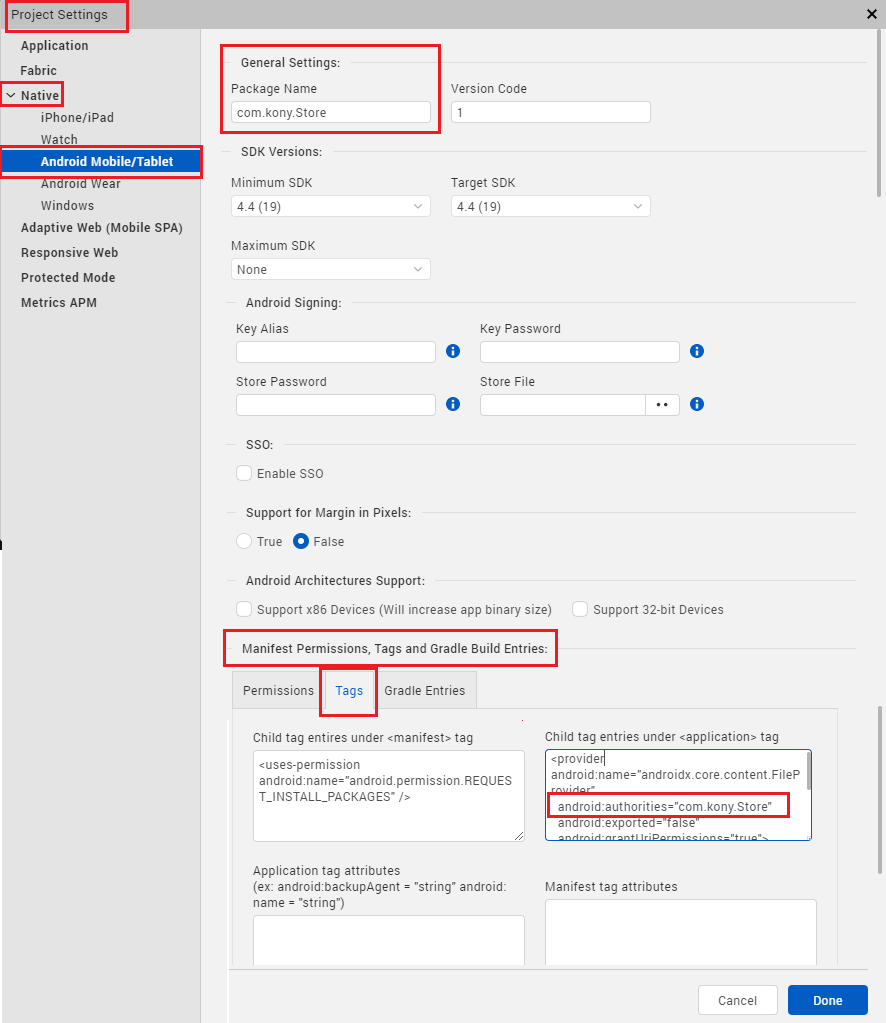 Project Settings
Application
Fabric
Native
iPhone/iPad
Watch
Android Mobile/Tablet
Android Wear
Windows
Adaptive Web (Mobile SPA)
Responsive Web
Protected Mode
Metrics APM
General Settings:
Package Name
Version Code
com.kony.Store
1
SDK Versions:
Minimum SDK
Target SDK
4.4 (19)
4.4 (19)
Maximum SDK
None
Android Signing:
Key Alias
Key Password
Store Password
Store File
SSO:
Enable SSO
Support for Margin in Pixels:
True
False
Android Architectures Support:
Support x86 Devices (Will increase app binary size)
Support 32-bit Devices
Manifest Permissions, Tags and Gradle Build Entries:
Permissions
Tags
Gradle Entries
Child tag entires under <manifest> tag
<uses-permission
android:name="android.permission.REQUES
T_INSTALL_PACKAGES" />
Child tag entries under <application> tag
<provider
android:name="androidx.core.content.FileP
rovider"
android:authorities="com.kony.Store"
android:exported="false"
android:grantUriPermissions="true">
Application tag attributes
(ex: android:backupAgent = "string" android:
name = "string")
Manifest tag attributes
Cancel
Done